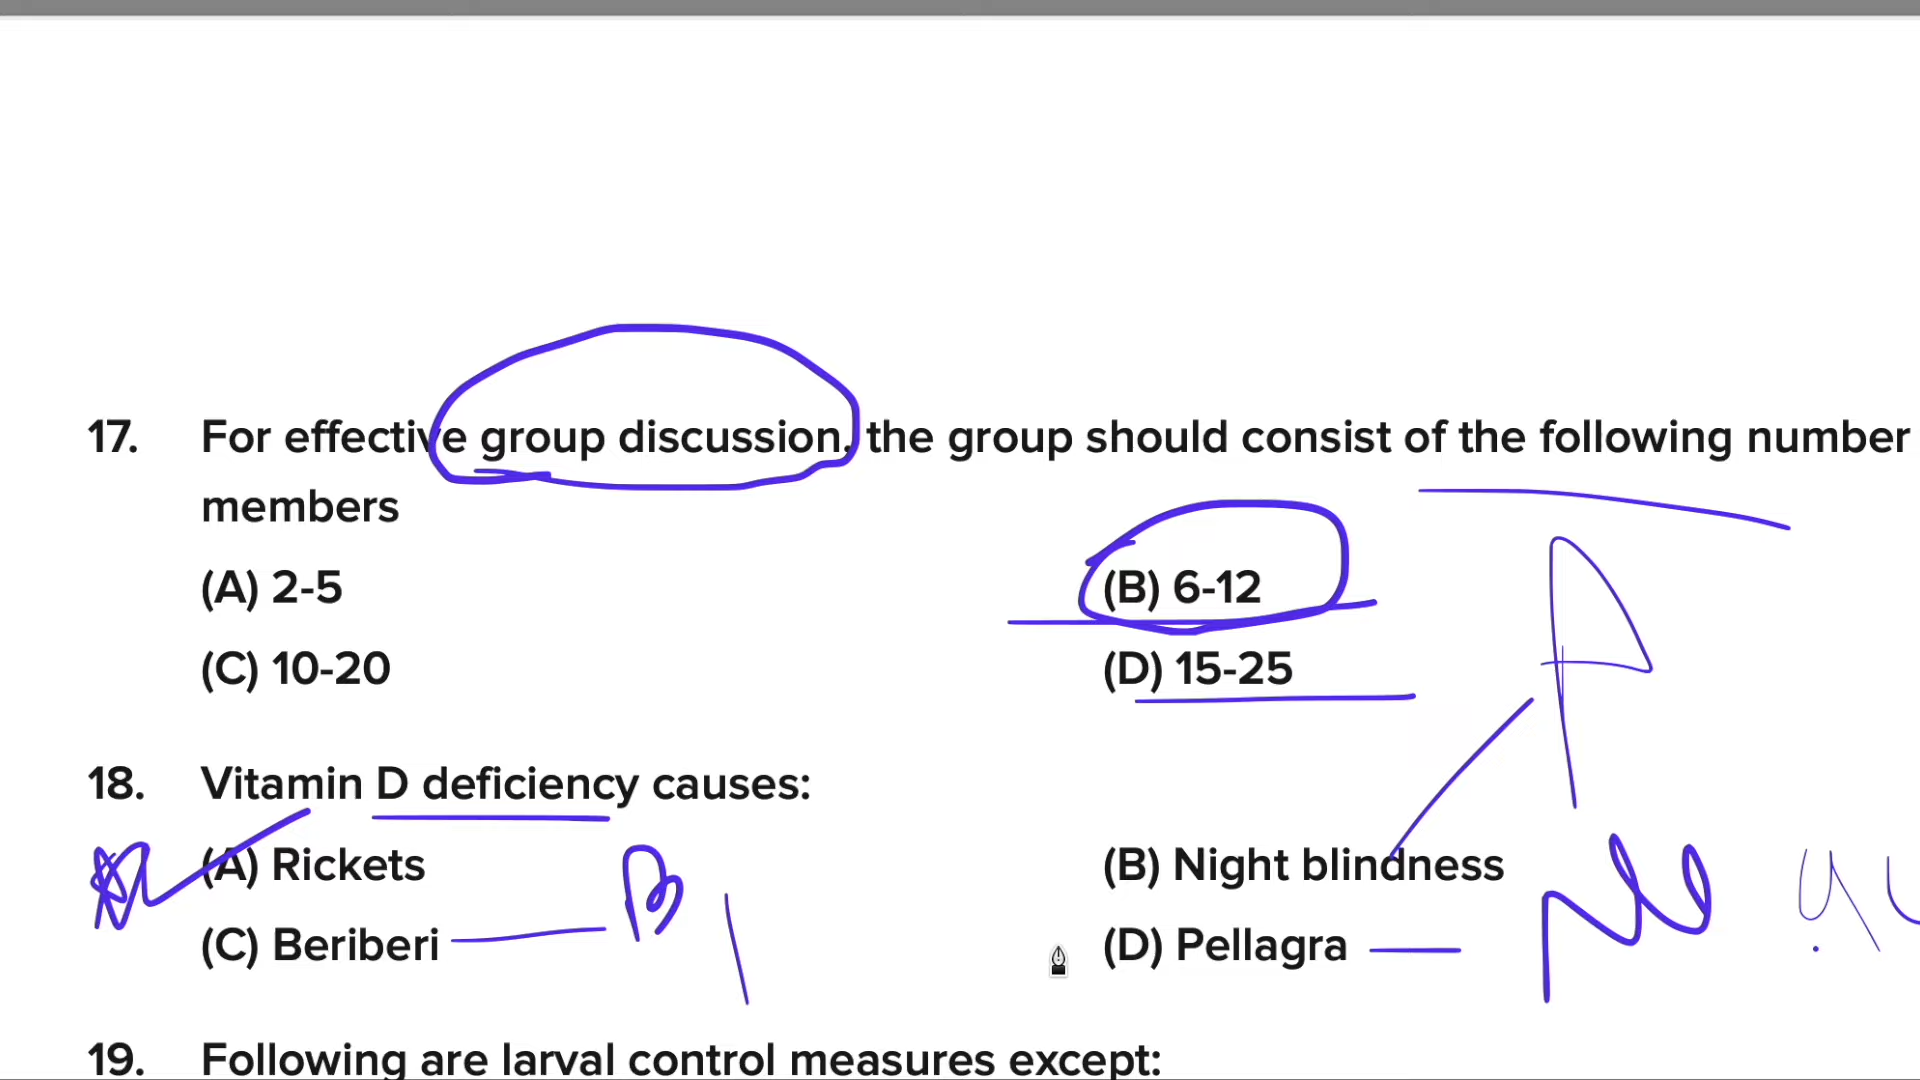 17. For effective group discussion, the group should consist of the following number
members
(A) 2-5 (B) 6-12
(C) 10-20 (D) 15-25
A
18. Vitamin D deficiency causes:
(A) Rickets (B) Night blindness
(C) Beriberi B1 (D) Pellagra
19. Following are larval control measures except: